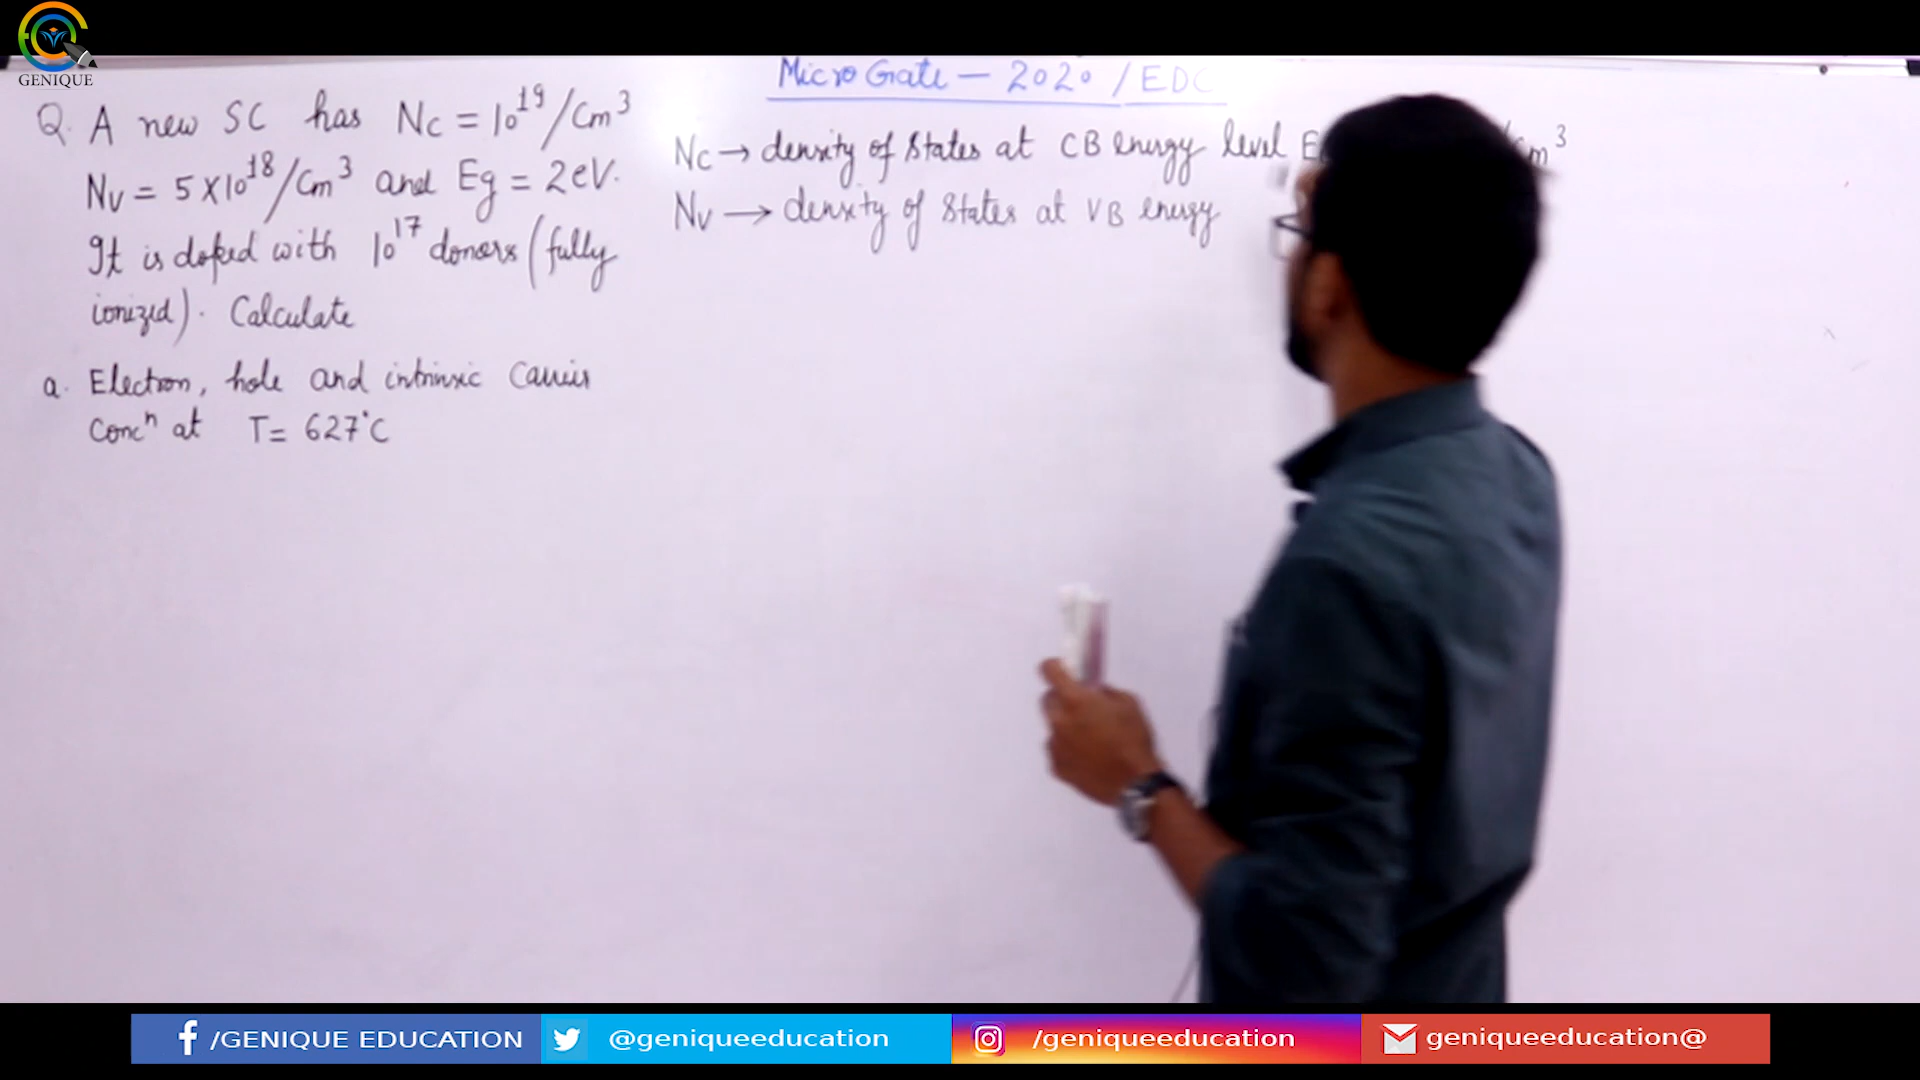 GENIQUE
Micro Gate — 2020 / EDC
Q. A new SC has Nc = 10^19/Cm^3
Nv = 5 X 10^18/Cm^3 and Eg = 2eV.
It is doped with 10^17 donors (fully
ionized). Calculate
a. Electron, hole and intrinsic Carrier
Conc^n at T= 627°C
Nc → density of States at CB energy level
Nv → density of States at VB energy
/GENIQUE EDUCATION
@geniqueeducation
/geniqueeducation
geniqueeducation@